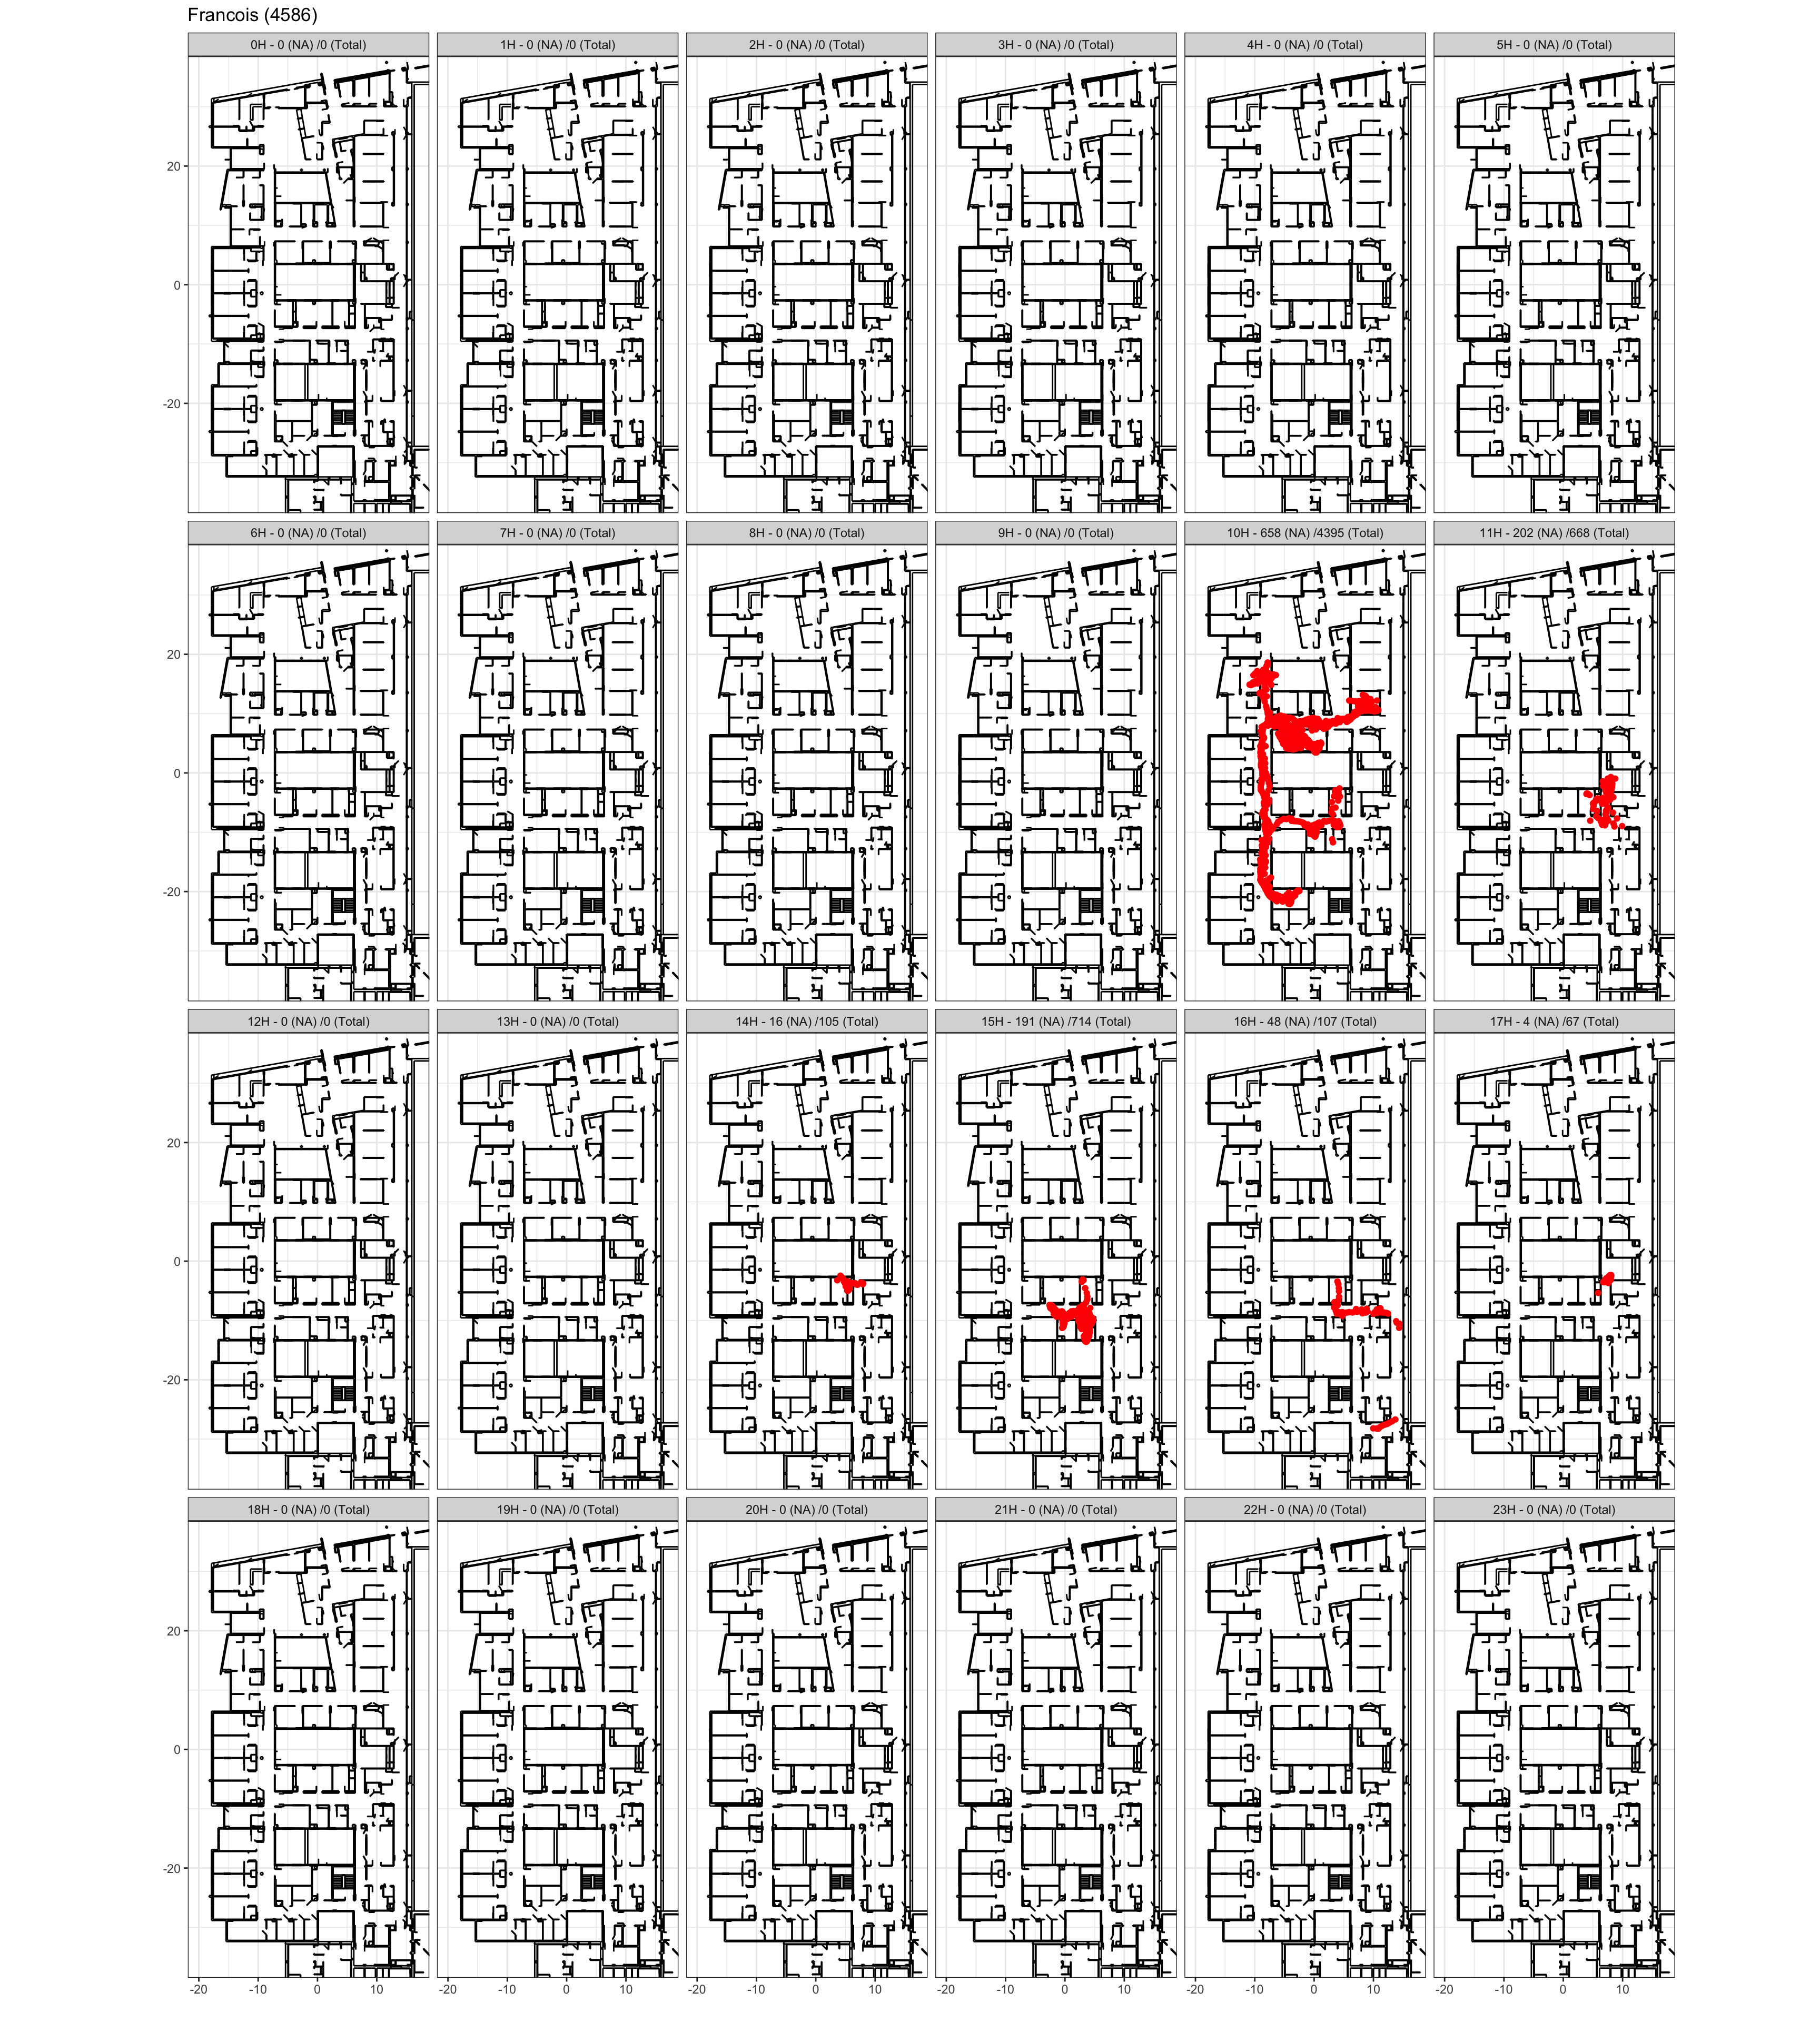 Francois (4586)
0H - 0 (NA) /0 (Total) 1H - 0 (NA) /0 (Total) 2H - 0 (NA) /0 (Total) 3H - 0 (NA) /0 (Total) 4H - 0 (NA) /0 (Total) 5H - 0 (NA) /0 (Total)
20
0
-20
6H - 0 (NA) /0 (Total) 7H - 0 (NA) /0 (Total) 8H - 0 (NA) /0 (Total) 9H - 0 (NA) /0 (Total) 10H - 658 (NA) /4395 (Total) 11H - 202 (NA) /668 (Total)
20
0
-20
12H - 0 (NA) /0 (Total) 13H - 0 (NA) /0 (Total) 14H - 16 (NA) /105 (Total) 15H - 191 (NA) /714 (Total) 16H - 48 (NA) /107 (Total) 17H - 4 (NA) /67 (Total)
20
0
-20
18H - 0 (NA) /0 (Total) 19H - 0 (NA) /0 (Total) 20H - 0 (NA) /0 (Total) 21H - 0 (NA) /0 (Total) 22H - 0 (NA) /0 (Total) 23H - 0 (NA) /0 (Total)
20
0
-20
-20 -10 0 10 -20 -10 0 10 -20 -10 0 10 -20 -10 0 10 -20 -10 0 10 -20 -10 0 10